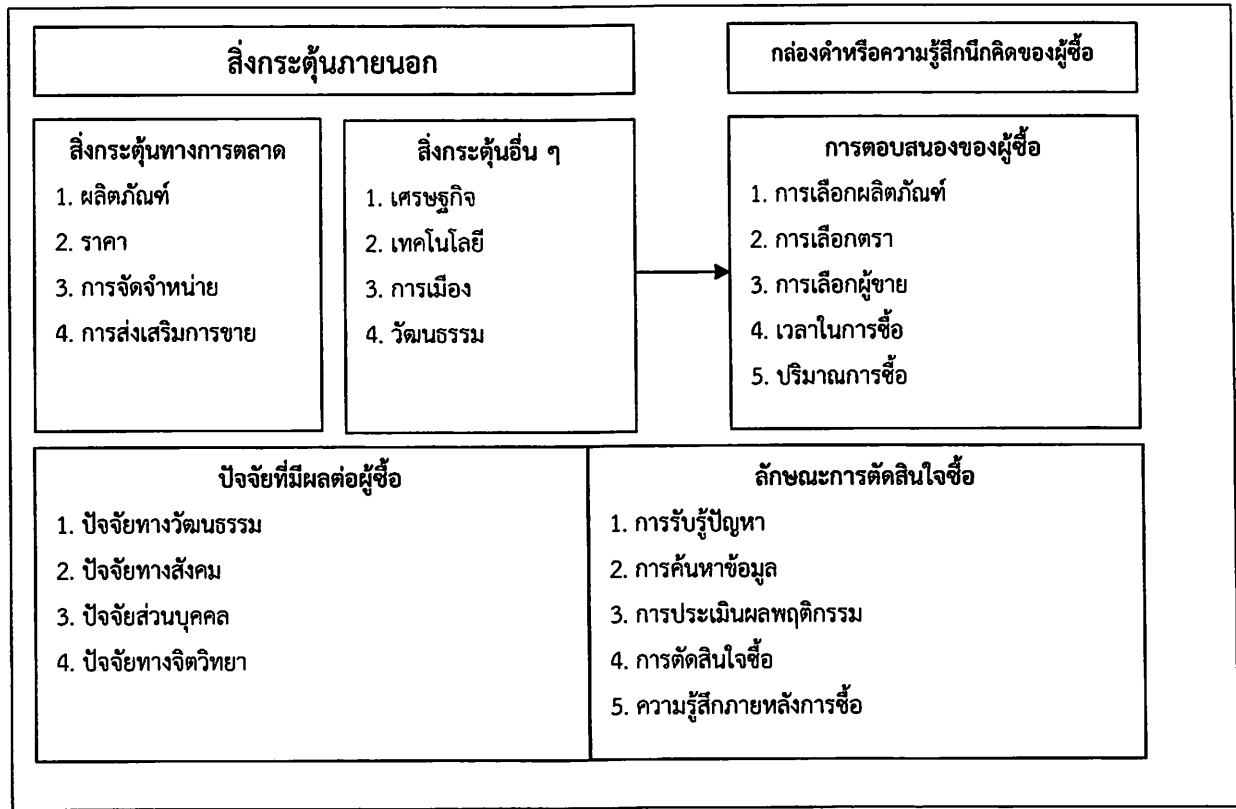 สิ่งกระตุ้นภายนอก
กล่องดำหรือความรู้สึกนึกคิดของผู้ซื้อ
สิ่งกระตุ้นทางการตลาด
1. ผลิตภัณฑ์
2. ราคา
3. การจัดจำหน่าย
4. การส่งเสริมการขาย
สิ่งกระตุ้นอื่น ๆ
1. เศรษฐกิจ
2. เทคโนโลยี
3. การเมือง
4. วัฒนธรรม
การตอบสนองของผู้ซื้อ
1. การเลือกผลิตภัณฑ์
2. การเลือกตรา
3. การเลือกผู้ขาย
4. เวลาในการซื้อ
5. ปริมาณการซื้อ
ปัจจัยที่มีผลต่อผู้ซื้อ
1. ปัจจัยทางวัฒนธรรม
2. ปัจจัยทางสังคม
3. ปัจจัยส่วนบุคคล
4. ปัจจัยทางจิตวิทยา
ลักษณะการตัดสินใจซื้อ
1. การรับรู้ปัญหา
2. การค้นหาข้อมูล
3. การประเมินผลพฤติกรรม
4. การตัดสินใจซื้อ
5. ความรู้สึกภายหลังการซื้อ